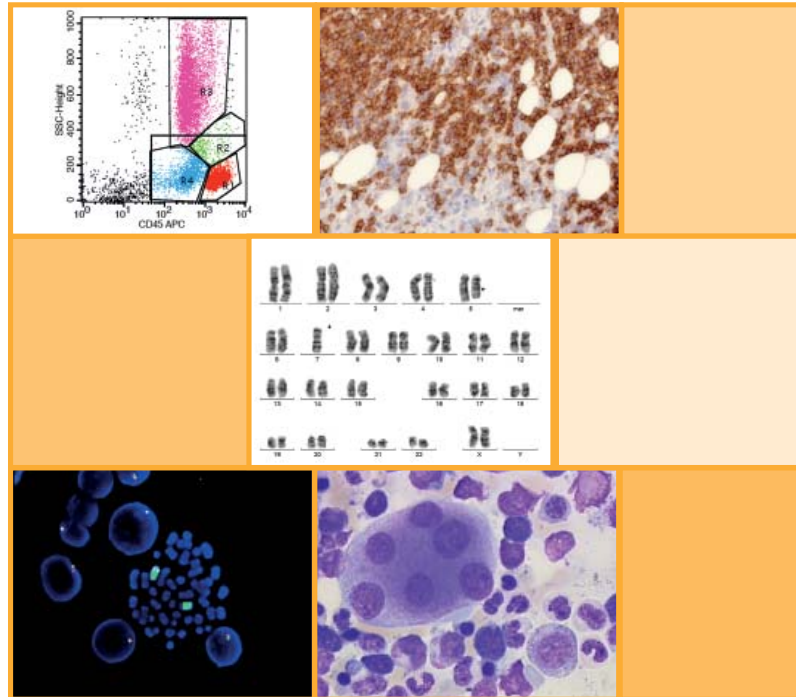 1000
800
600
400
200
0
SSC-Height
R3
R2
R4
R1
10⁰ 10¹ 10² 10³ 10⁴
CD45 APC
1 2 3 4 5 mar
6 7 8 9 10 11 12
13 14 15 16 17 18
19 20 21 22 X Y